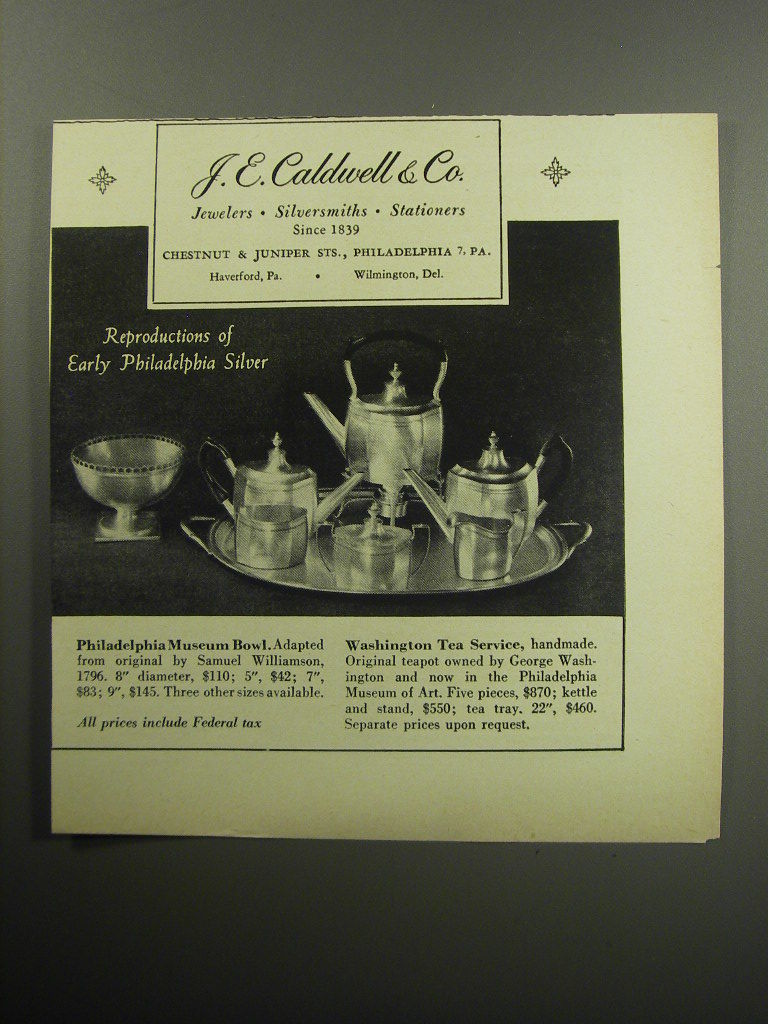 J. E. Caldwell & Co.
Jewelers • Silversmiths • Stationers
Since 1839
CHESTNUT & JUNIPER STS., PHILADELPHIA 7, PA.
Haverford, Pa. • Wilmington, Del.
Reproductions of
Early Philadelphia Silver
Philadelphia Museum Bowl. Adapted
from original by Samuel Williamson,
1796. 8″ diameter, $110; 5″, $42; 7″,
$83; 9″, $145. Three other sizes available.
All prices include Federal tax
Washington Tea Service, handmade.
Original teapot owned by George Wash-
ington and now in the Philadelphia
Museum of Art. Five pieces, $870; kettle
and stand, $550; tea tray. 22″, $460.
Separate prices upon request.